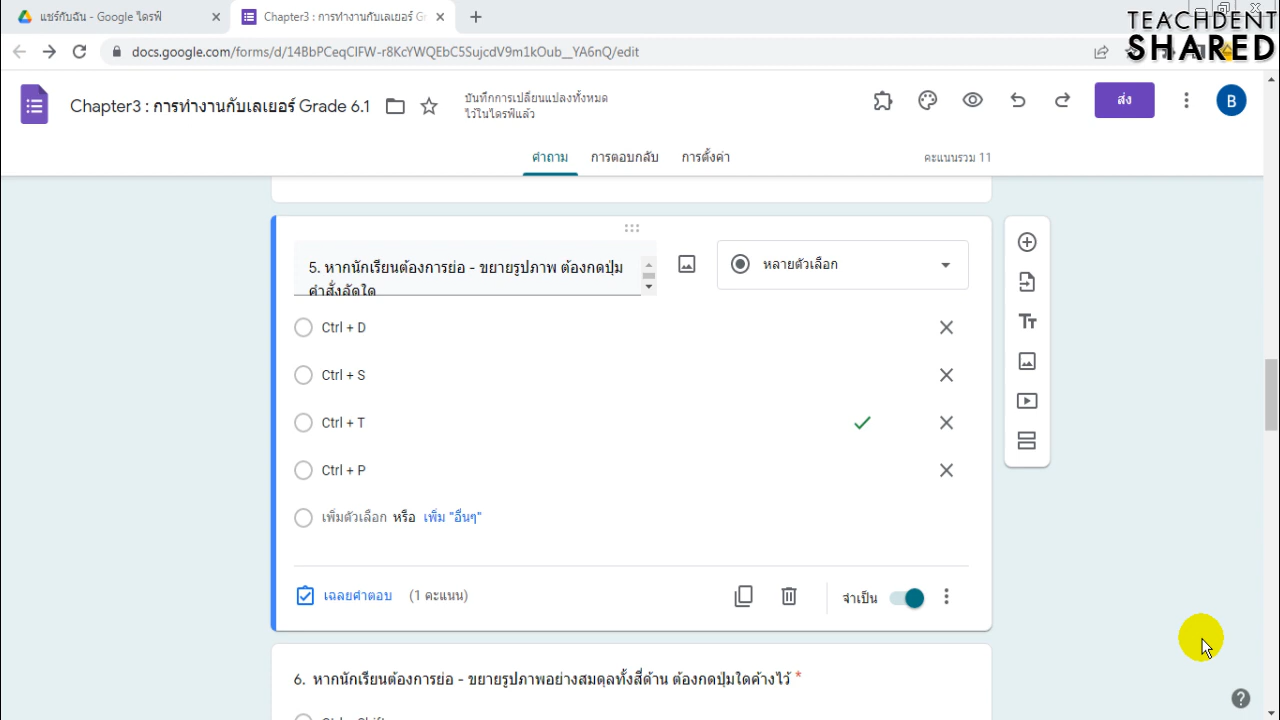 แชร์กับฉัน - Google ไดรฟ์
Chapter3 : การทำงานกับเลเยอร์ Gr
TEACHDENT
SHARED
docs.google.com/forms/d/14BbPCeqCIFW-r8KcYWQEbC5SujcdV9m1kOub__YA6nQ/edit
Chapter3 : การทำงานกับเลเยอร์ Grade 6.1
บันทึกการเปลี่ยนแปลงทั้งหมด
ไว้ในไดรฟ์แล้ว
ส่ง
B
คำถาม การตอบกลับ การตั้งค่า คะแนนรวม 11
5. หากนักเรียนต้องการย่อ - ขยายรูปภาพ ต้องกดปุ่ม
คำสั่งลัดใด
หลายตัวเลือก
Ctrl + D
Ctrl + S
Ctrl + T
Ctrl + P
เพิ่มตัวเลือก หรือ เพิ่ม "อื่นๆ"
เฉลยคำตอบ (1 คะแนน) จำเป็น
6. หากนักเรียนต้องการย่อ - ขยายรูปภาพอย่างสมดุลทั้งสี่ด้าน ต้องกดปุ่มใดค้างไว้ *